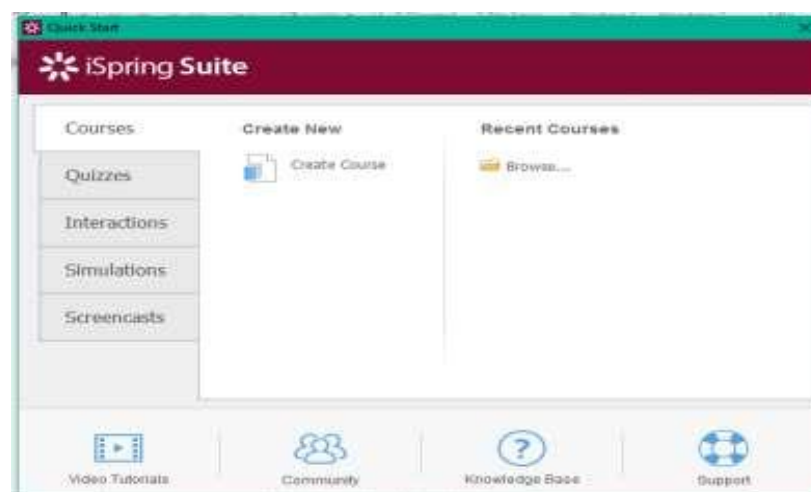 Quick Start
iSpring Suite
Courses
Quizzes
Interactions
Simulations
Screencasts
Create New
Create Course
Recent Courses
Browse...
Video Tutorials
Community
Knowledge Base
Support